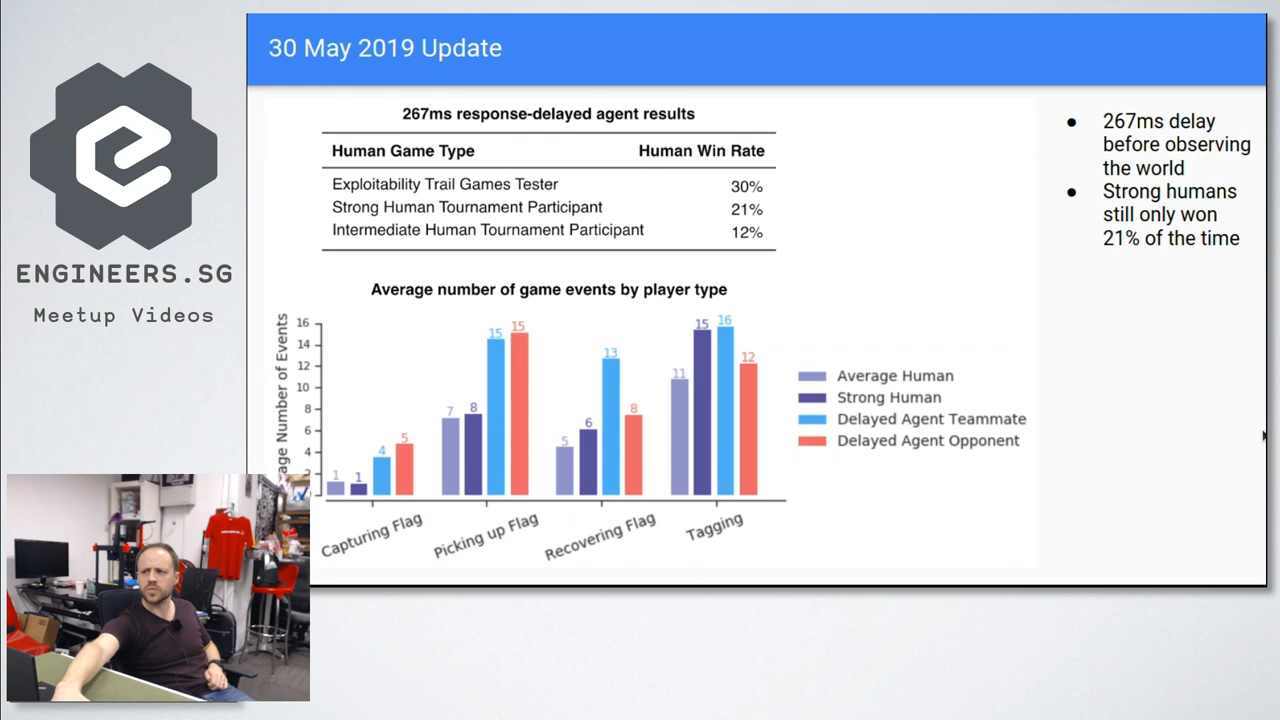 30 May 2019 Update
ENGINEERS.SG
Meetup Videos
267ms response-delayed agent results
Human Game Type Human Win Rate
Exploitability Trail Games Tester 30%
Strong Human Tournament Participant 21%
Intermediate Human Tournament Participant 12%
● 267ms delay
before observing
the world
● Strong humans
still only won
21% of the time
Average number of game events by player type
Number of Events
16
14
12
10
8
6
4
2
1 1 4 5
7 8 15 15
5 6 13 8
11 15 16 12
Capturing Flag
Picking up Flag
Recovering Flag
Tagging
Average Human
Strong Human
Delayed Agent Teammate
Delayed Agent Opponent